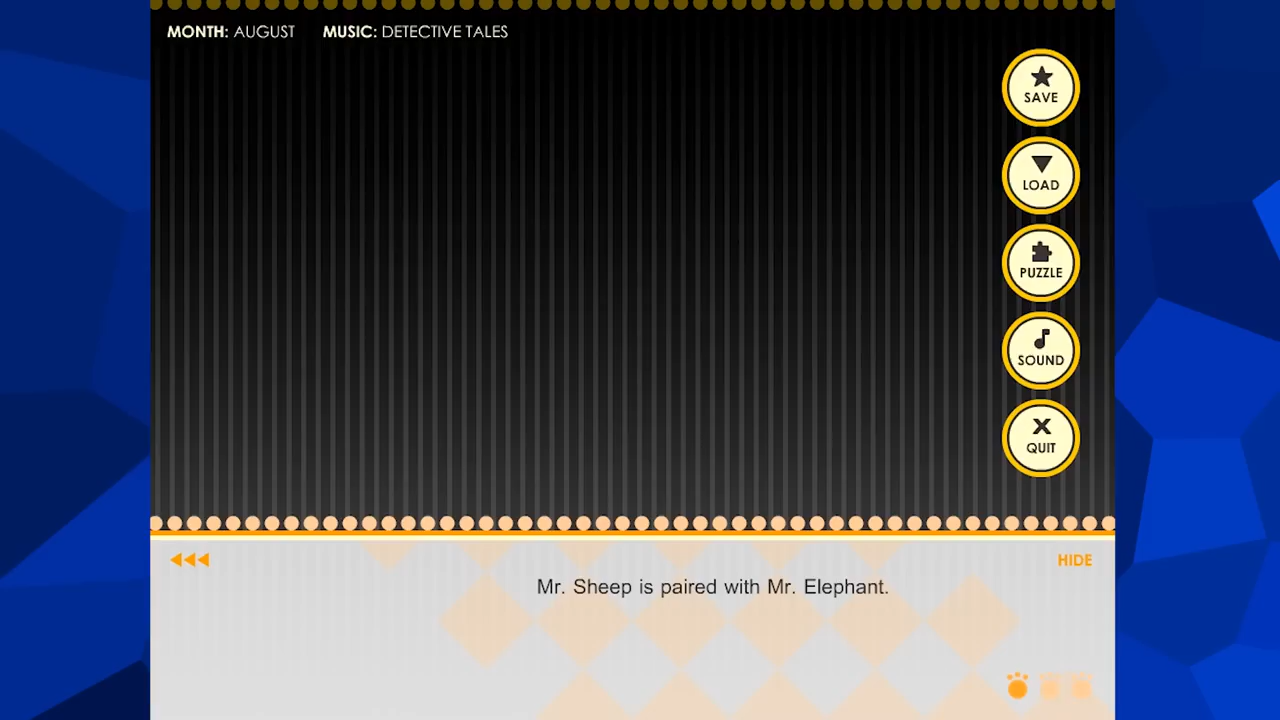 MONTH: AUGUST MUSIC: DETECTIVE TALES
SAVE
LOAD
PUZZLE
SOUND
QUIT
HIDE
Mr. Sheep is paired with Mr. Elephant.